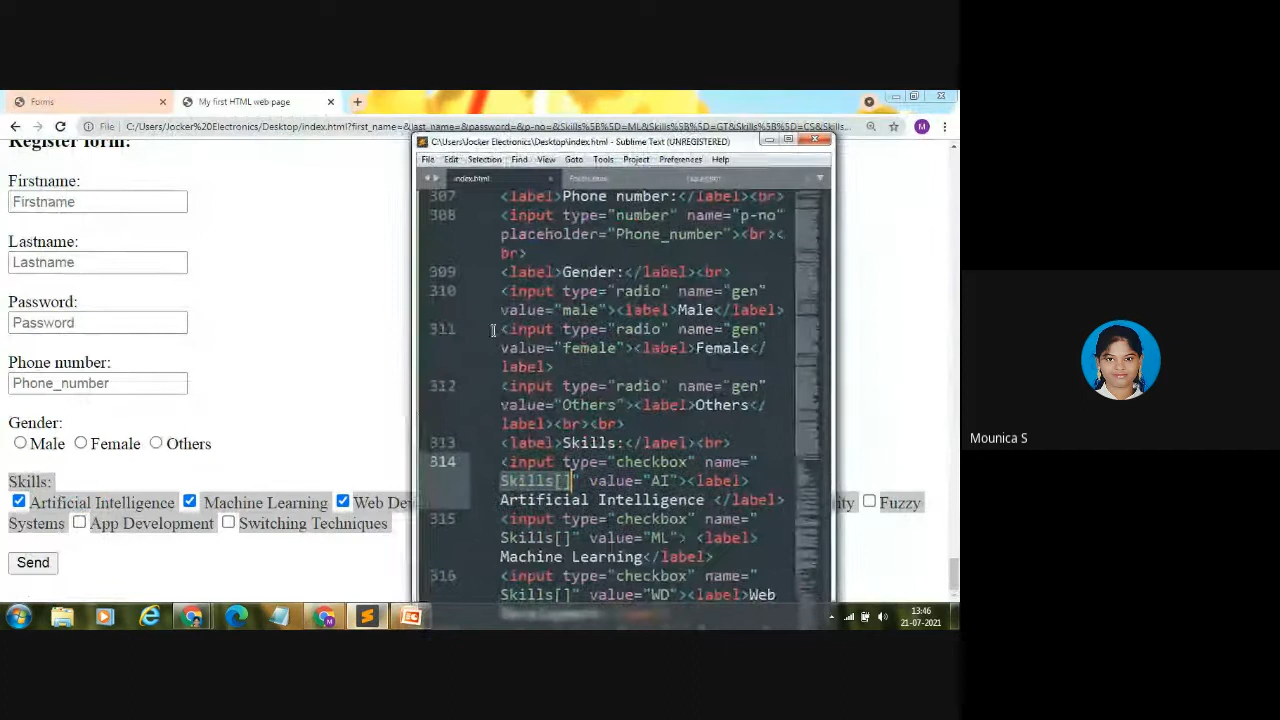 Forms
My first HTML web page
File
C:/Users/Jocker%20Electronics/Desktop/index.html?first_name=&last_name=&password=&p-no=&Skills%5B%5D=ML&Skills%5B%5D=GT&Skills%5B%5D=CS&Skills%5...
M
Register form:
Firstname:
Firstname
Lastname:
Lastname
Password:
Password
Phone number:
Phone_number
Gender:
Male Female Others
Skills:
Artificial Intelligence Machine Learning Web De
ity Fuzzy
Systems App Development Switching Techniques
Send
C:\Users\Jocker Electronics\Desktop\index.html - Sublime Text (UNREGISTERED)
File Edit Selection Find View Goto Tools Project Preferences Help
index.html
307 <label>Phone number:</label><br>
308 <input type="number" name="p-no"
placeholder="Phone_number"><br><
br>
309 <label>Gender:</label><br>
310 <input type="radio" name="gen"
value="male"><label>Male</label>
311 <input type="radio" name="gen"
value="female"><label>Female</
label>
312 <input type="radio" name="gen"
value="Others"><label>Others</
label><br><br>
313 <label>Skills:</label><br>
314 <input type="checkbox" name="
Skills[]" value="AI"><label>
Artificial Intelligence </label>
315 <input type="checkbox" name="
Skills[]" value="ML"> <label>
Machine Learning</label>
316 <input type="checkbox" name="
Skills[]" value="WD"><label>Web
13:46
21-07-2021
Mounica S